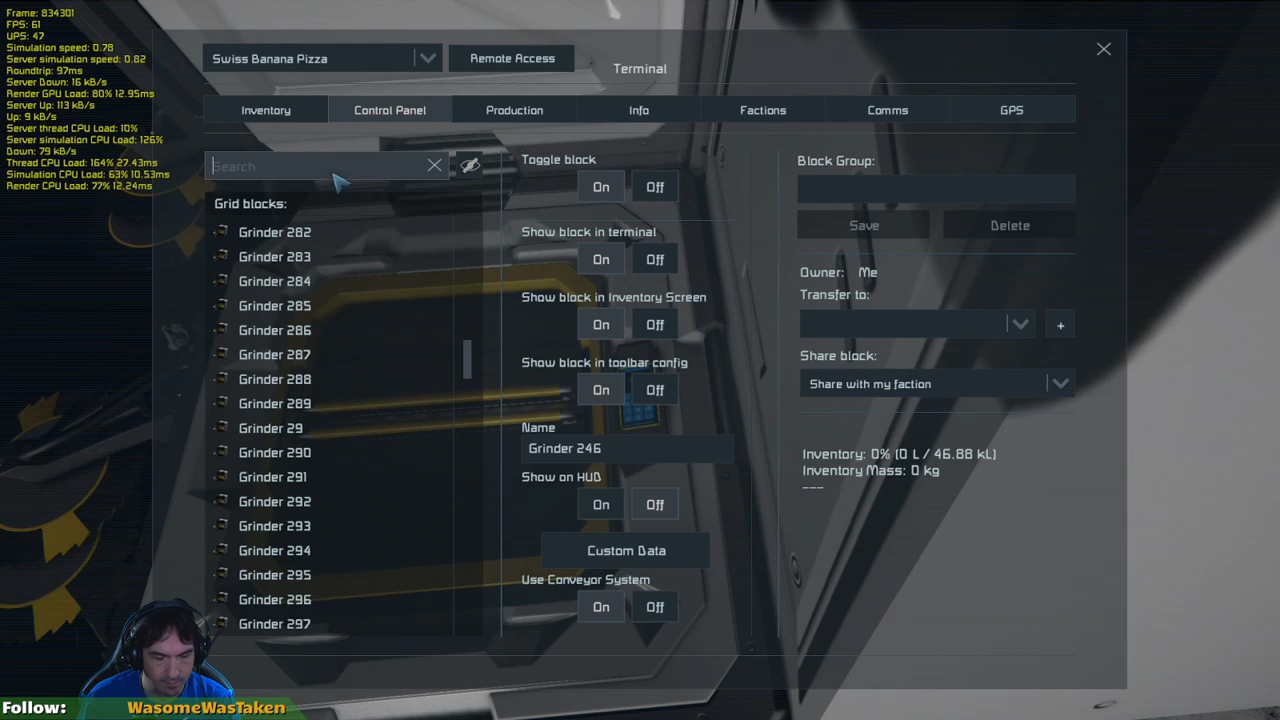 Frame: 834301
FPS: 61
UPS: 47
Simulation speed: 0.78
Server simulation speed: 0.82
Roundtrip: 97ms
Server Down: 16 kB/s
Render GPU Load: 80% 12.95ms
Server Up: 113 kB/s
Up: 9 kB/s
Server thread CPU Load: 10%
Server simulation CPU Load: 126%
Down: 79 kB/s
Thread CPU Load: 164% 27.43ms
Simulation CPU Load: 63% 10.53ms
Render CPU Load: 77% 12.24ms
Swiss Banana Pizza
Remote Access
Terminal
Inventory
Control Panel
Production
Info
Factions
Comms
GPS
Search
Grid blocks:
Grinder 282
Grinder 283
Grinder 284
Grinder 285
Grinder 286
Grinder 287
Grinder 288
Grinder 289
Grinder 29
Grinder 290
Grinder 291
Grinder 292
Grinder 293
Grinder 294
Grinder 295
Grinder 296
Grinder 297
Toggle block
On Off
Show block in terminal
On Off
Show block in Inventory Screen
On Off
Show block in toolbar config
On Off
Name
Grinder 246
Show on HUD
On Off
Custom Data
Use Conveyor System
On Off
Block Group:
Save
Delete
Owner: Me
Transfer to:
+
Share block:
Share with my faction
Inventory: 0% (0 L / 46.88 kL)
Inventory Mass: 0 kg
---
Follow: WasomeWasTaken